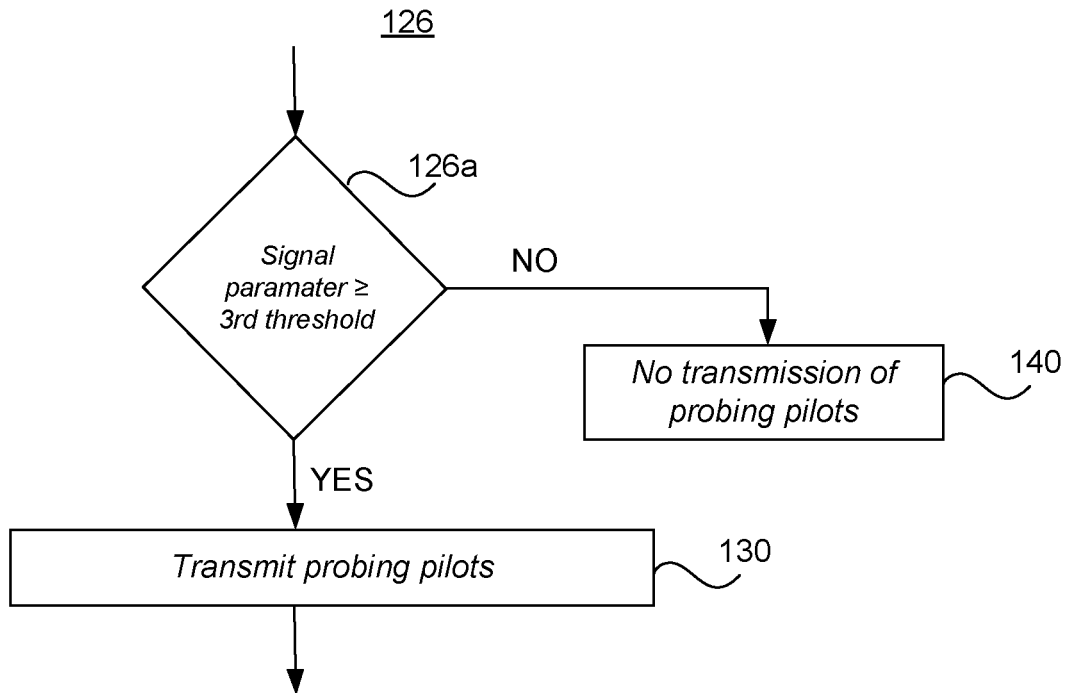 126
126a
Signal
paramater ≥
3rd threshold
NO
No transmission of
probing pilots
140
YES
Transmit probing pilots
130